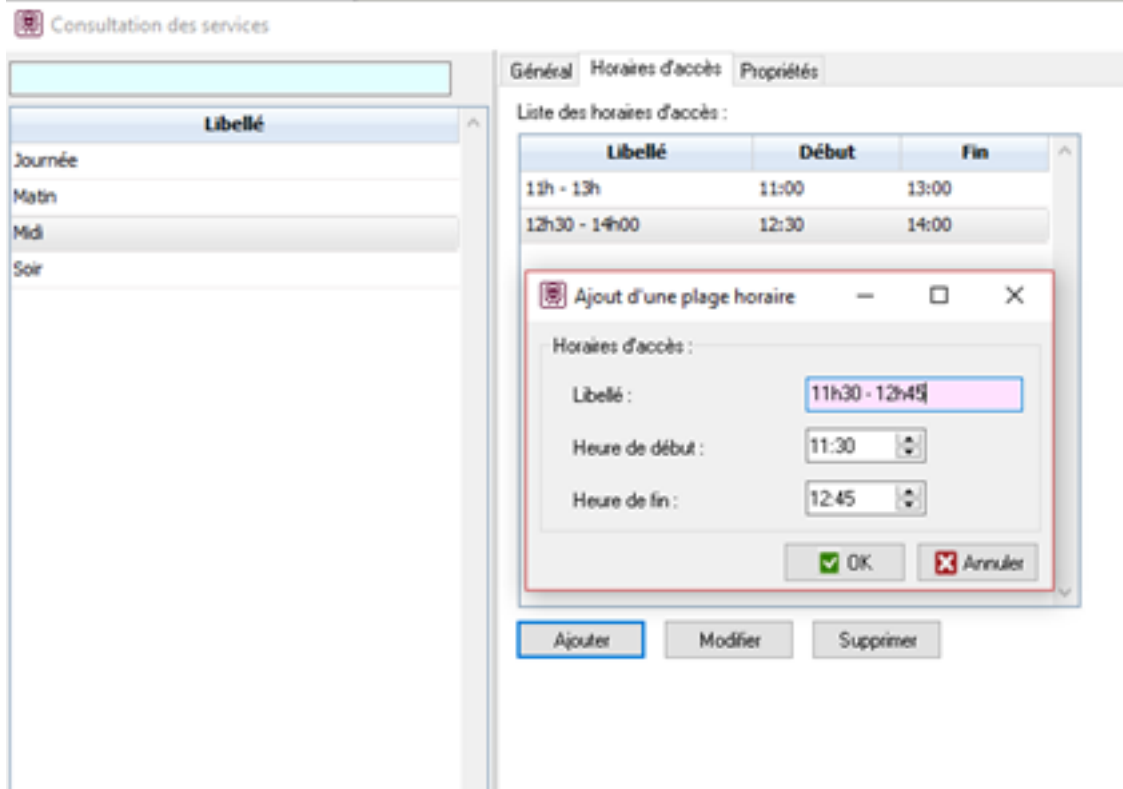 Consultation des services
Libellé
Journée
Matin
Midi
Soir
Général Horaires d'accès Propriétés
Liste des horaires d'accès :
Libellé Début Fin
11h - 13h 11:00 13:00
12h30 - 14h00 12:30 14:00
Ajout d'une plage horaire
Horaires d'accès :
Libellé : 11h30 - 12h45
Heure de début : 11:30
Heure de fin : 12:45
OK Annuler
Ajouter Modifier Supprimer